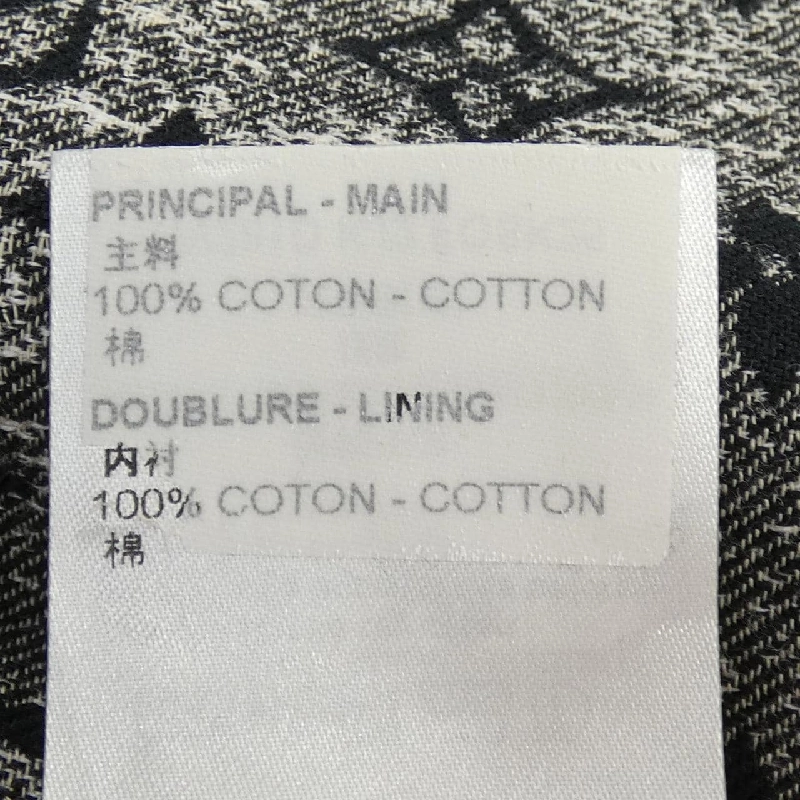 PRINCIPAL - MAIN
主料
100% COTON - COTTON
棉
DOUBLURE - LINING
内衬
100% COTON - COTTON
棉